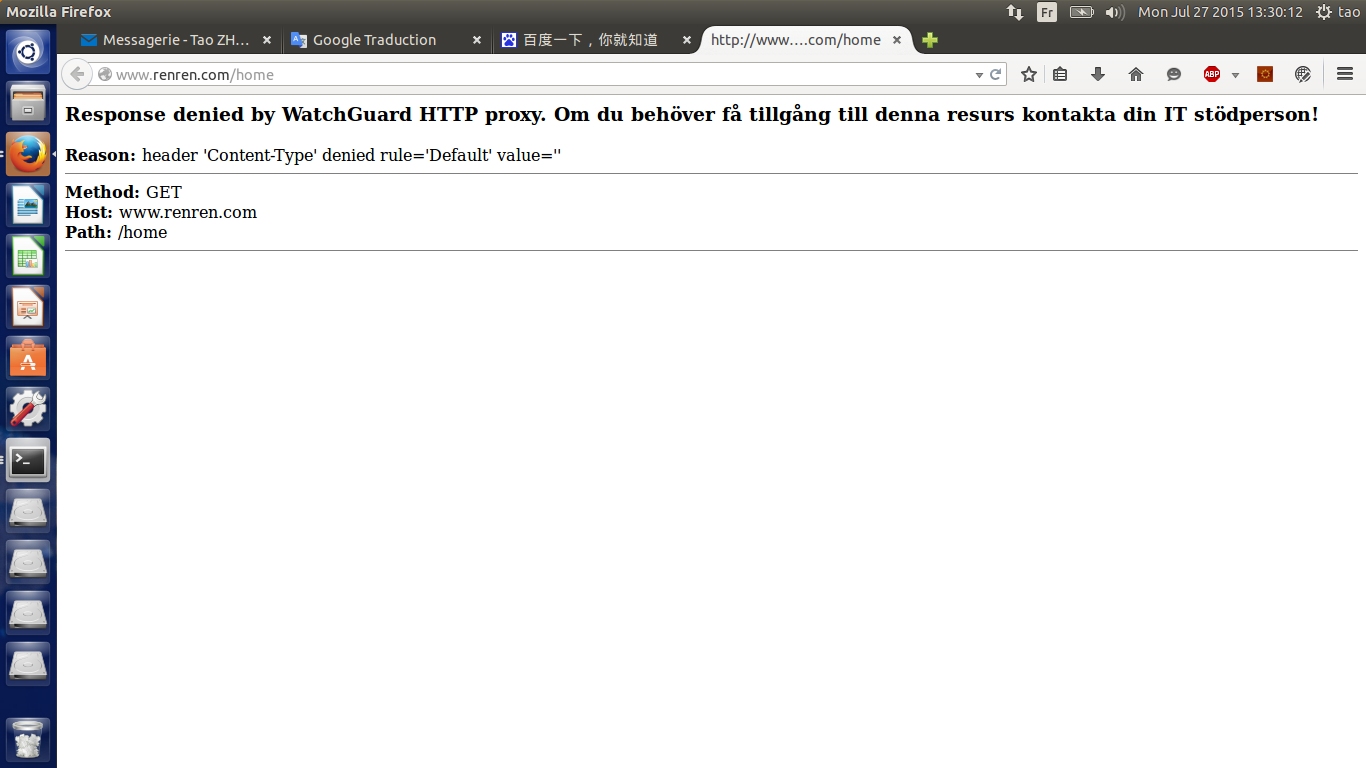 Mozilla Firefox
Fr
Mon Jul 27 2015 13:30:12
tao
Messagerie - Tao ZH...
Google Traduction
百度一下，你就知道
http://www....com/home
www.renren.com/home
ABP
Response denied by WatchGuard HTTP proxy. Om du behöver få tillgång till denna resurs kontakta din IT stödperson!
Reason: header 'Content-Type' denied rule='Default' value=''
Method: GET
Host: www.renren.com
Path: /home